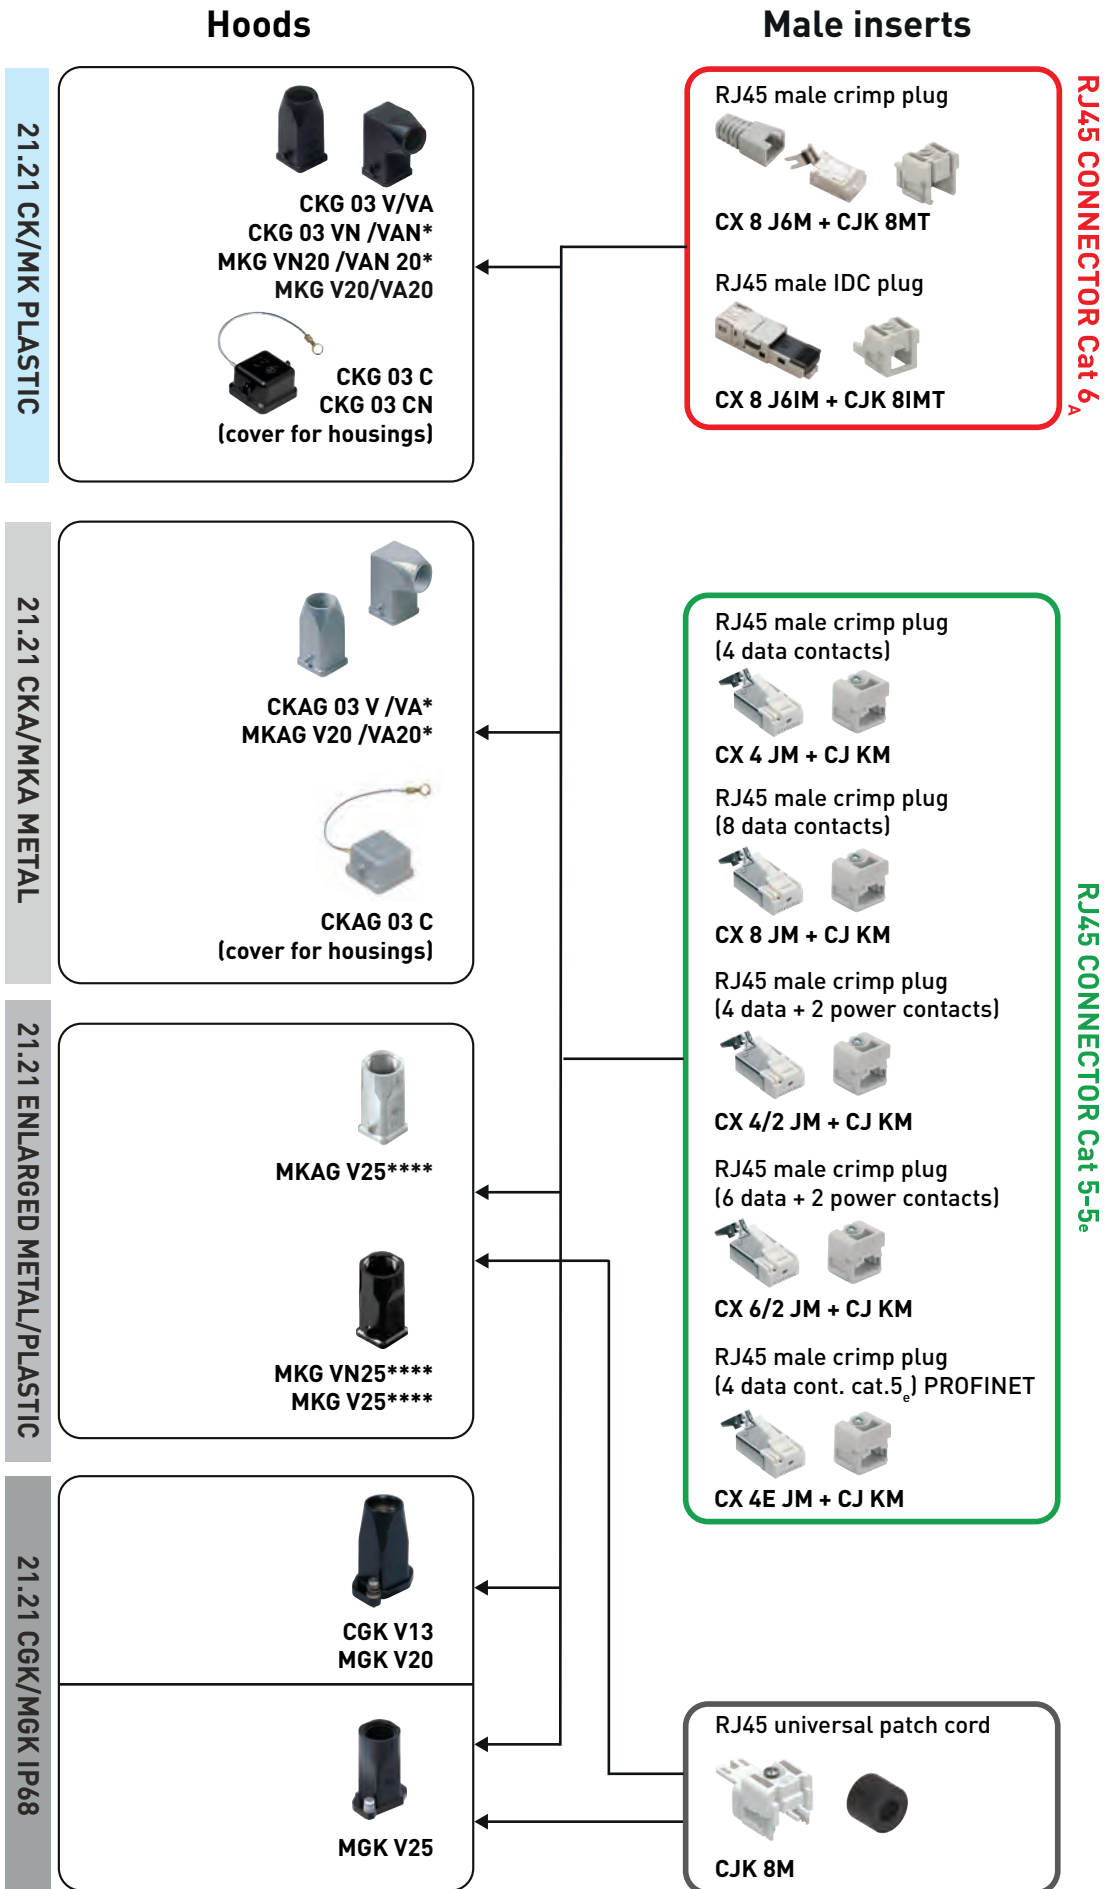 Hoods
Male inserts
21.21 CK/MK PLASTIC
CKG 03 V/VA
CKG 03 VN /VAN*
MKG VN20 /VAN 20*
MKG V20/VA20
CKG 03 C
CKG 03 CN
(cover for housings)
RJ45 CONNECTOR Cat 6A
RJ45 male crimp plug
CX 8 J6M + CJK 8MT
RJ45 male IDC plug
CX 8 J6IM + CJK 8IMT
21.21 CKA/MKA METAL
CKAG 03 V /VA*
MKAG V20 /VA20*
CKAG 03 C
(cover for housings)
21.21 ENLARGED METAL/PLASTIC
MKAG V25****
MKG VN25****
MKG V25****
RJ45 CONNECTOR Cat 5-5e
RJ45 male crimp plug
(4 data contacts)
CX 4 JM + CJ KM
RJ45 male crimp plug
(8 data contacts)
CX 8 JM + CJ KM
RJ45 male crimp plug
(4 data + 2 power contacts)
CX 4/2 JM + CJ KM
RJ45 male crimp plug
(6 data + 2 power contacts)
CX 6/2 JM + CJ KM
RJ45 male crimp plug
(4 data cont. cat.5e) PROFINET
CX 4E JM + CJ KM
21.21 CGK/MGK IP68
CGK V13
MGK V20
MGK V25
RJ45 universal patch cord
CJK 8M